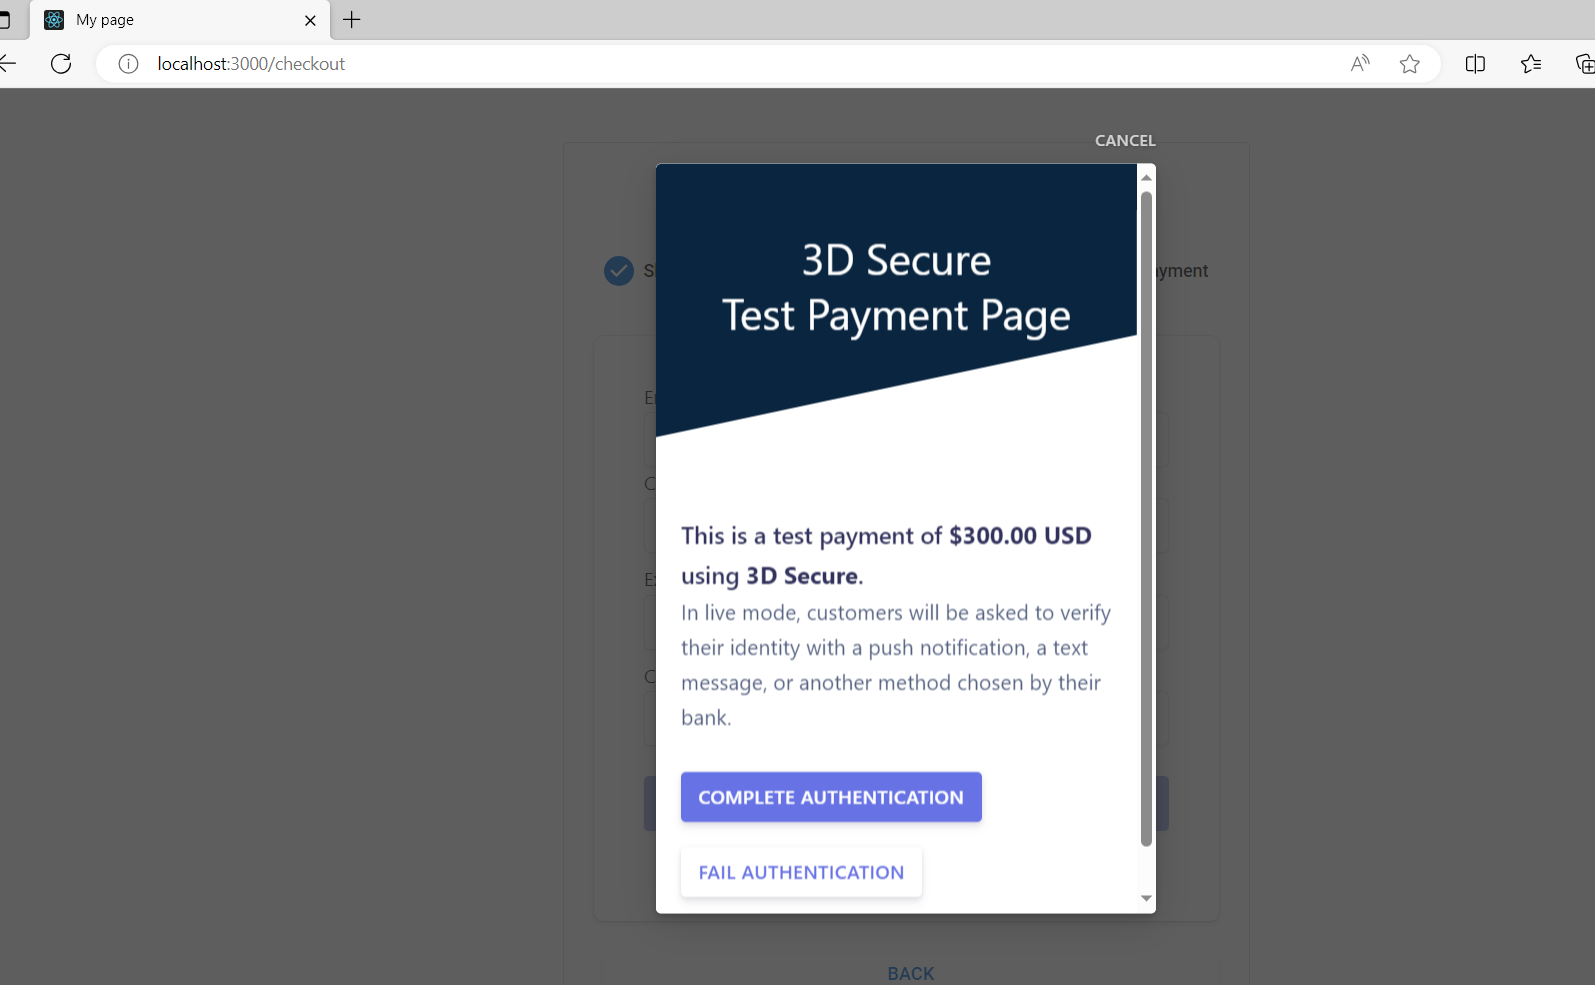 My page
localhost:3000/checkout
CANCEL
3D Secure
Test Payment Page
This is a test payment of $300.00 USD
using 3D Secure.
In live mode, customers will be asked to verify
their identity with a push notification, a text
message, or another method chosen by their
bank.
COMPLETE AUTHENTICATION
FAIL AUTHENTICATION
BACK